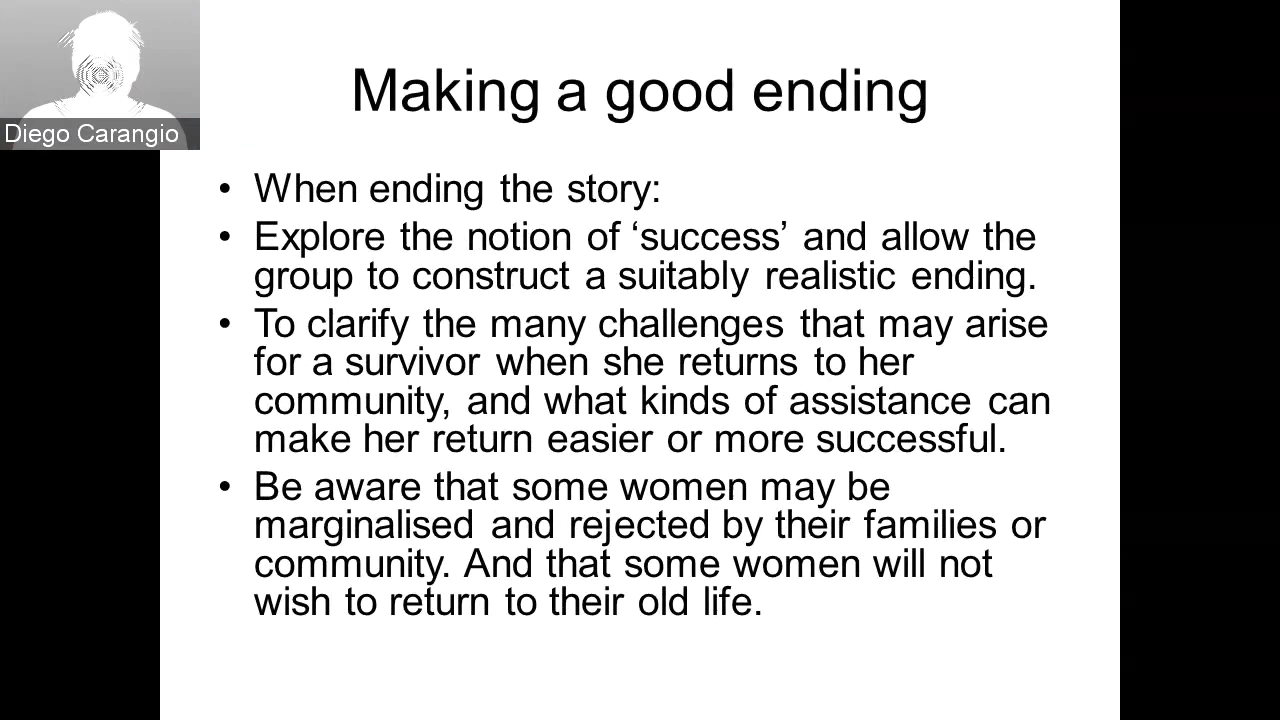 Diego Carangio
Making a good ending
• When ending the story:
• Explore the notion of ‘success’ and allow the
group to construct a suitably realistic ending.
• To clarify the many challenges that may arise
for a survivor when she returns to her
community, and what kinds of assistance can
make her return easier or more successful.
• Be aware that some women may be
marginalised and rejected by their families or
community. And that some women will not
wish to return to their old life.